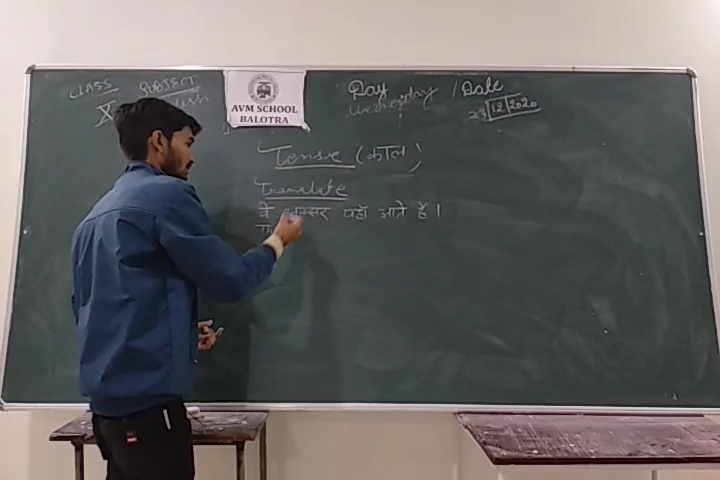 CLASS SUBJECT
X
AVM SCHOOL
BALOTRA
Day / Date
Wednesday 23/12/2020
Tense (काल)
Translate
वे अक्सर यहाँ आते हैं।